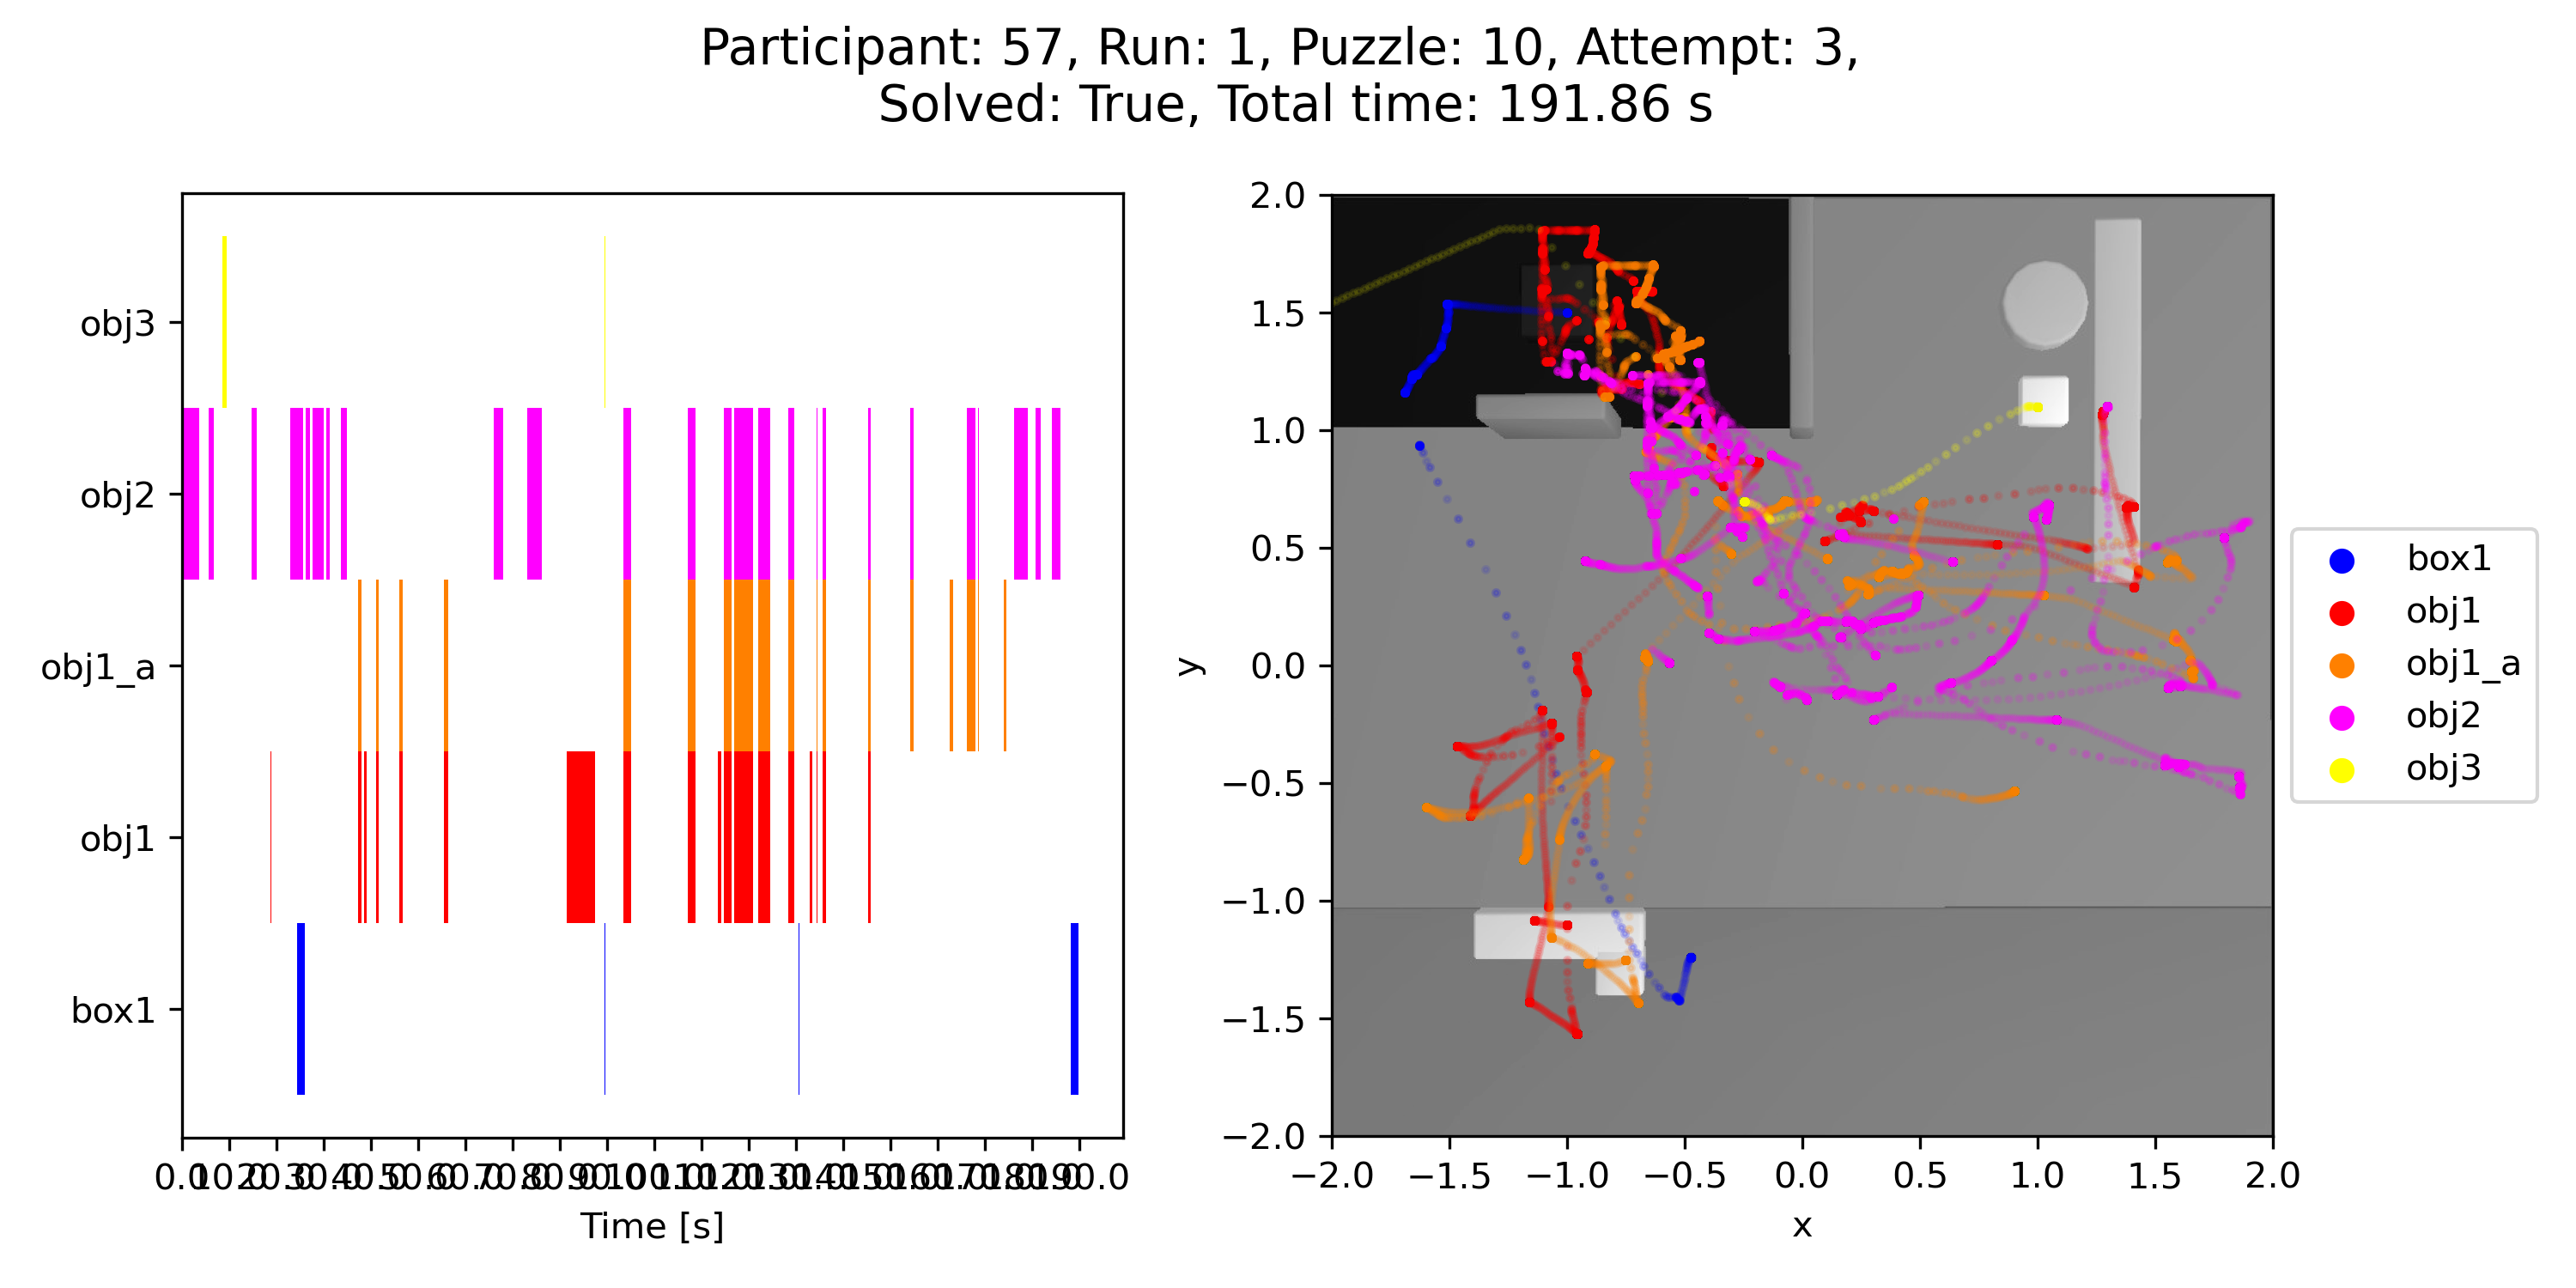 Participant: 57, Run: 1, Puzzle: 10, Attempt: 3,
Solved: True, Total time: 191.86 s
obj3
obj2
obj1_a
obj1
box1
Time [s]
2.0
1.5
1.0
0.5
0.0
−0.5
−1.0
−1.5
−2.0
y
−2.0 −1.5 −1.0 −0.5 0.0 0.5 1.0 1.5 2.0
x
box1
obj1
obj1_a
obj2
obj3